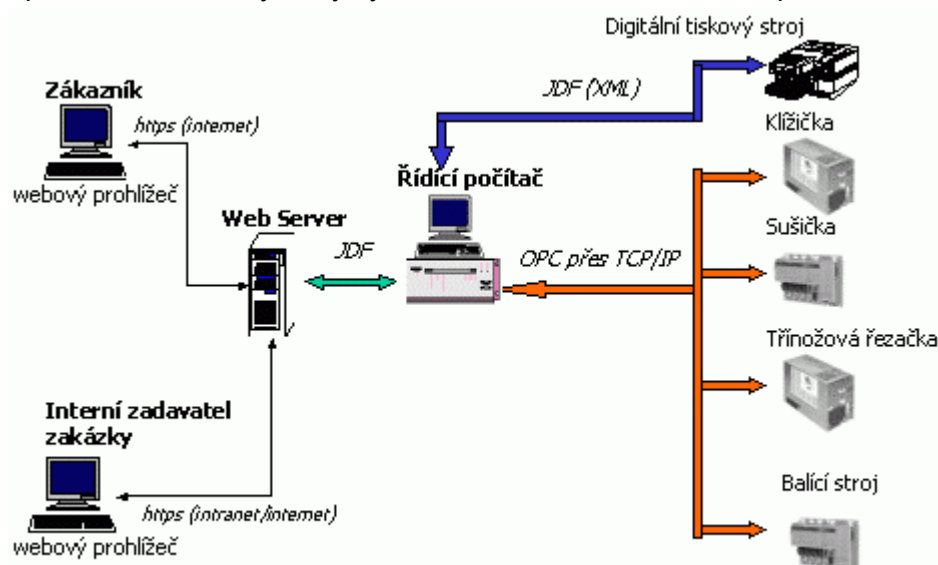 Digitální tiskový stroj
JDF (XML)
Zákazník
https (internet)
webový prohlížeč
Klížička
Řídící počítač
Web Server
JDF
OPC přes TCP/IP
Sušička
Třínožová řezačka
Interní zadavatel
zakázky
https (intranet/internet)
webový prohlížeč
Balící stroj